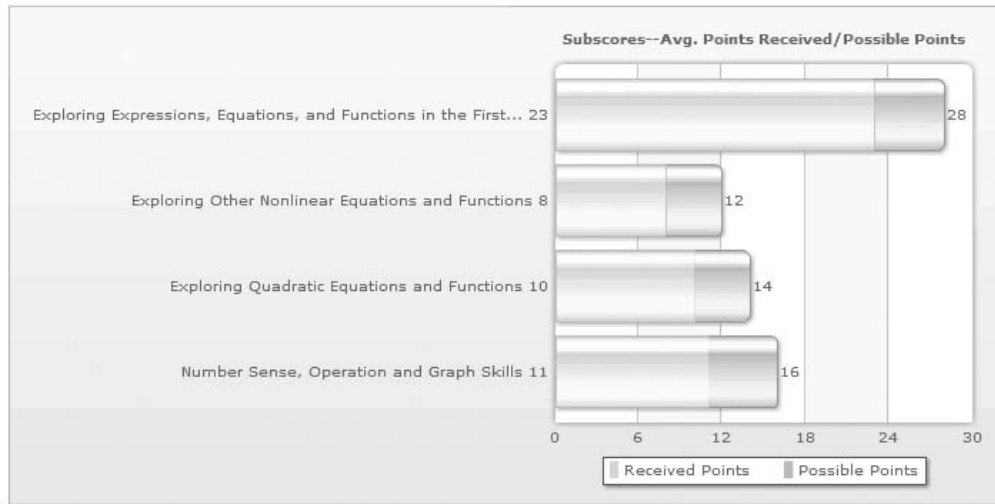 Subscores--Avg. Points Received/Possible Points
Exploring Expressions, Equations, and Functions in the First... 23
28
Exploring Other Nonlinear Equations and Functions 8
12
Exploring Quadratic Equations and Functions 10
14
Number Sense, Operation and Graph Skills 11
16
0 6 12 18 24 30
Received Points Possible Points